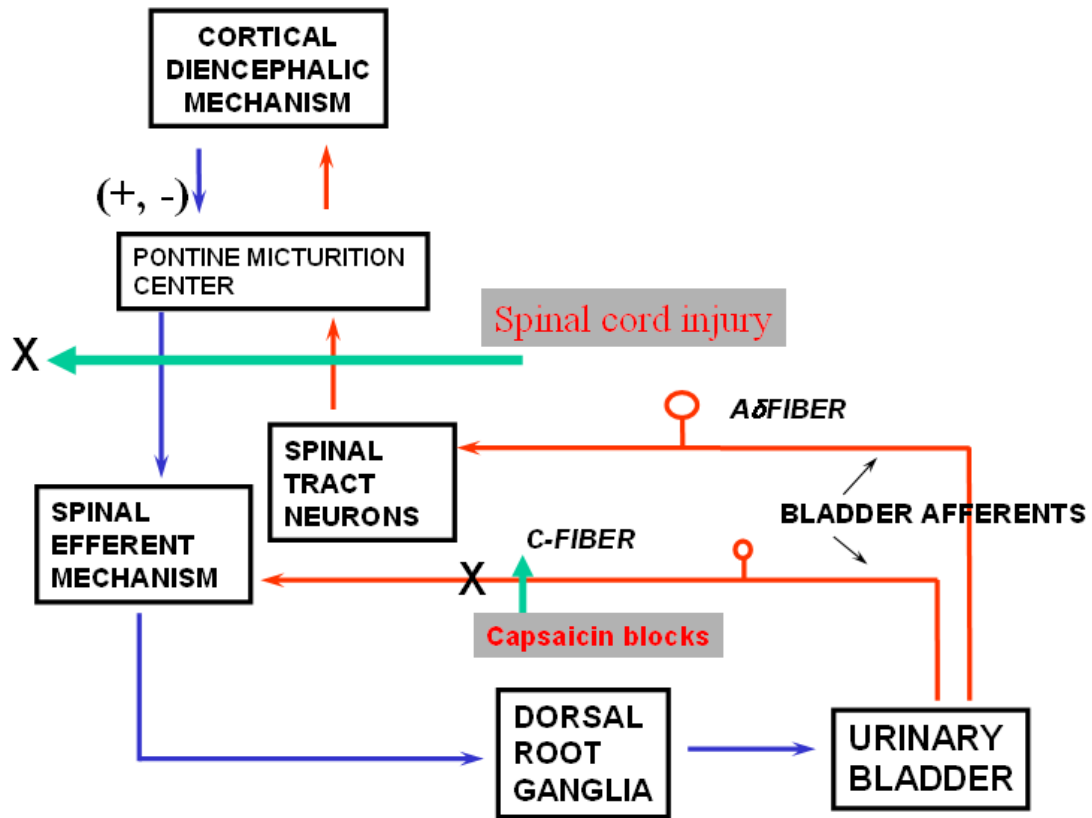 CORTICAL
DIENCEPHALIC
MECHANISM
(+, -)
PONTINE MICTURITION
CENTER
Spinal cord injury
X
AδFIBER
SPINAL
TRACT
NEURONS
BLADDER AFFERENTS
SPINAL
EFFERENT
MECHANISM
C-FIBER
X
Capsaicin blocks
DORSAL
ROOT
GANGLIA
URINARY
BLADDER